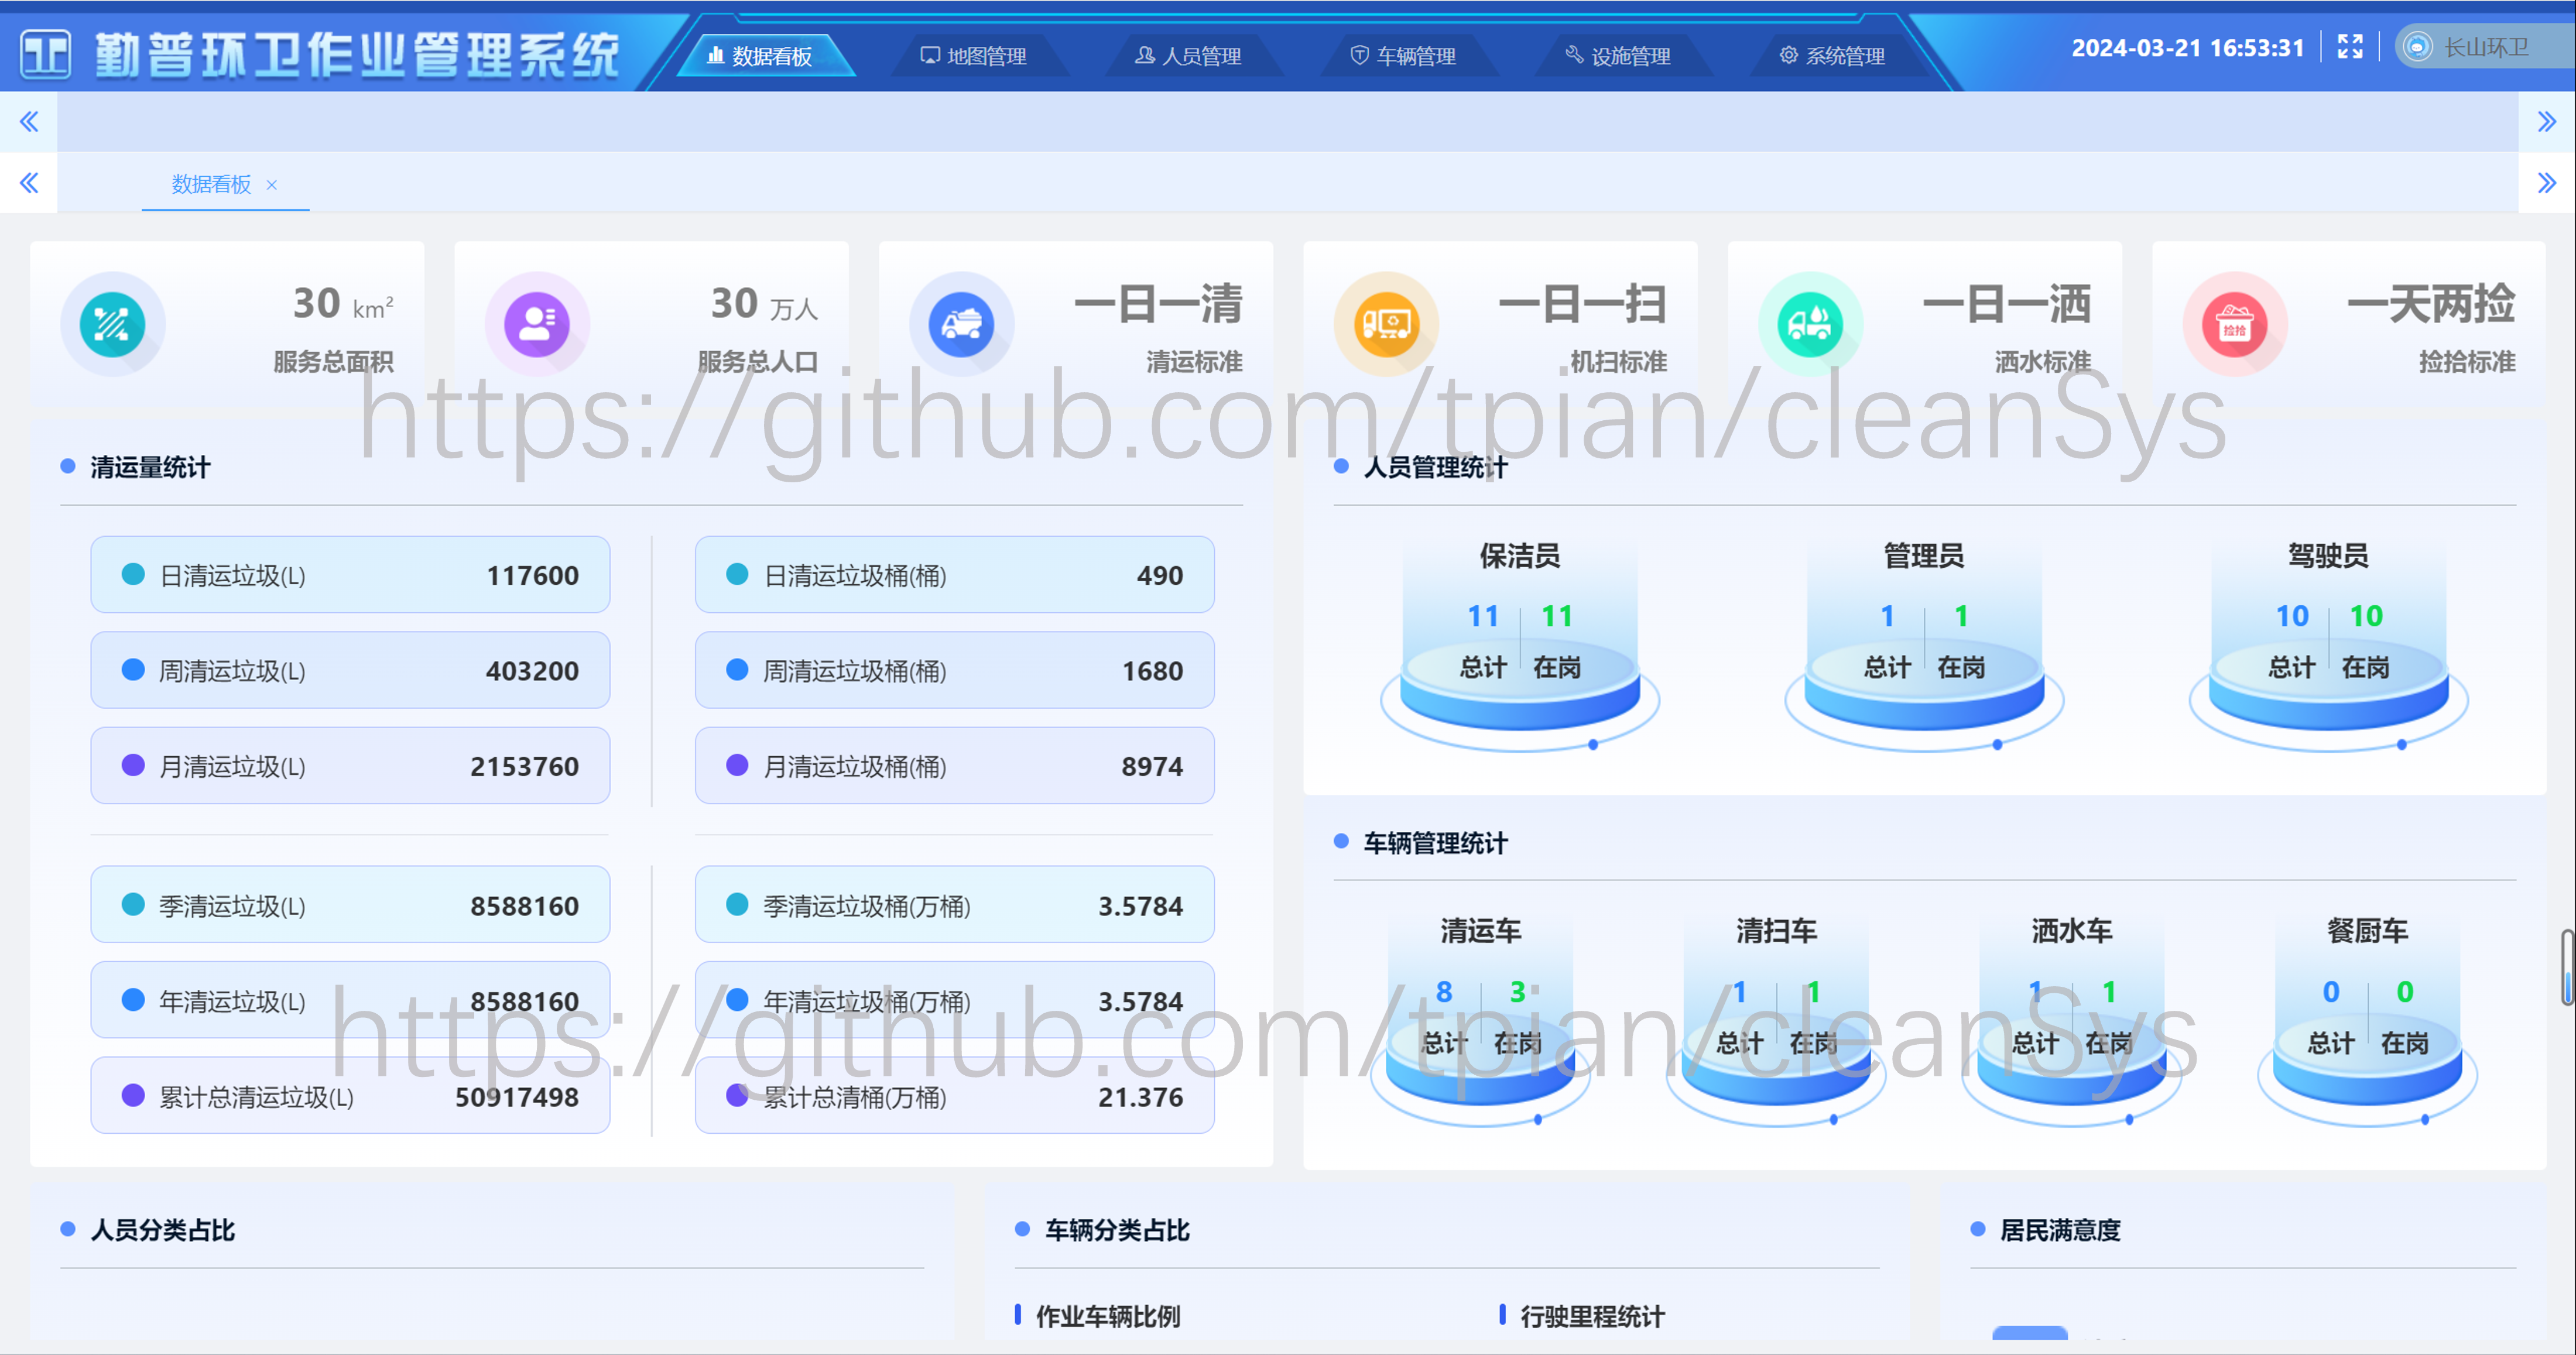 勤普环卫作业管理系统
数据看板
地图管理
人员管理
车辆管理
设施管理
系统管理
2024-03-21 16:53:31
长山环卫
数据看板 ×
30 km²
服务总面积
30 万人
服务总人口
一日一清
清运标准
一日一扫
机扫标准
一日一洒
洒水标准
捡拾
一天两捡
捡拾标准
https://github.com/tpian/cleanSys
清运量统计
日清运垃圾(L) 117600
日清运垃圾桶(桶) 490
周清运垃圾(L) 403200
周清运垃圾桶(桶) 1680
月清运垃圾(L) 2153760
月清运垃圾桶(桶) 8974
季清运垃圾(L) 8588160
季清运垃圾桶(万桶) 3.5784
年清运垃圾(L) 8588160
年清运垃圾桶(万桶) 3.5784
累计总清运垃圾(L) 50917498
累计总清桶(万桶) 21.376
人员管理统计
保洁员
11 11
总计 在岗
管理员
1 1
总计 在岗
驾驶员
10 10
总计 在岗
车辆管理统计
清运车
8 3
总计 在岗
清扫车
1 1
总计 在岗
洒水车
1 1
总计 在岗
餐厨车
0 0
总计 在岗
https://github.com/tpian/cleanSys
人员分类占比
车辆分类占比
作业车辆比例
行驶里程统计
居民满意度